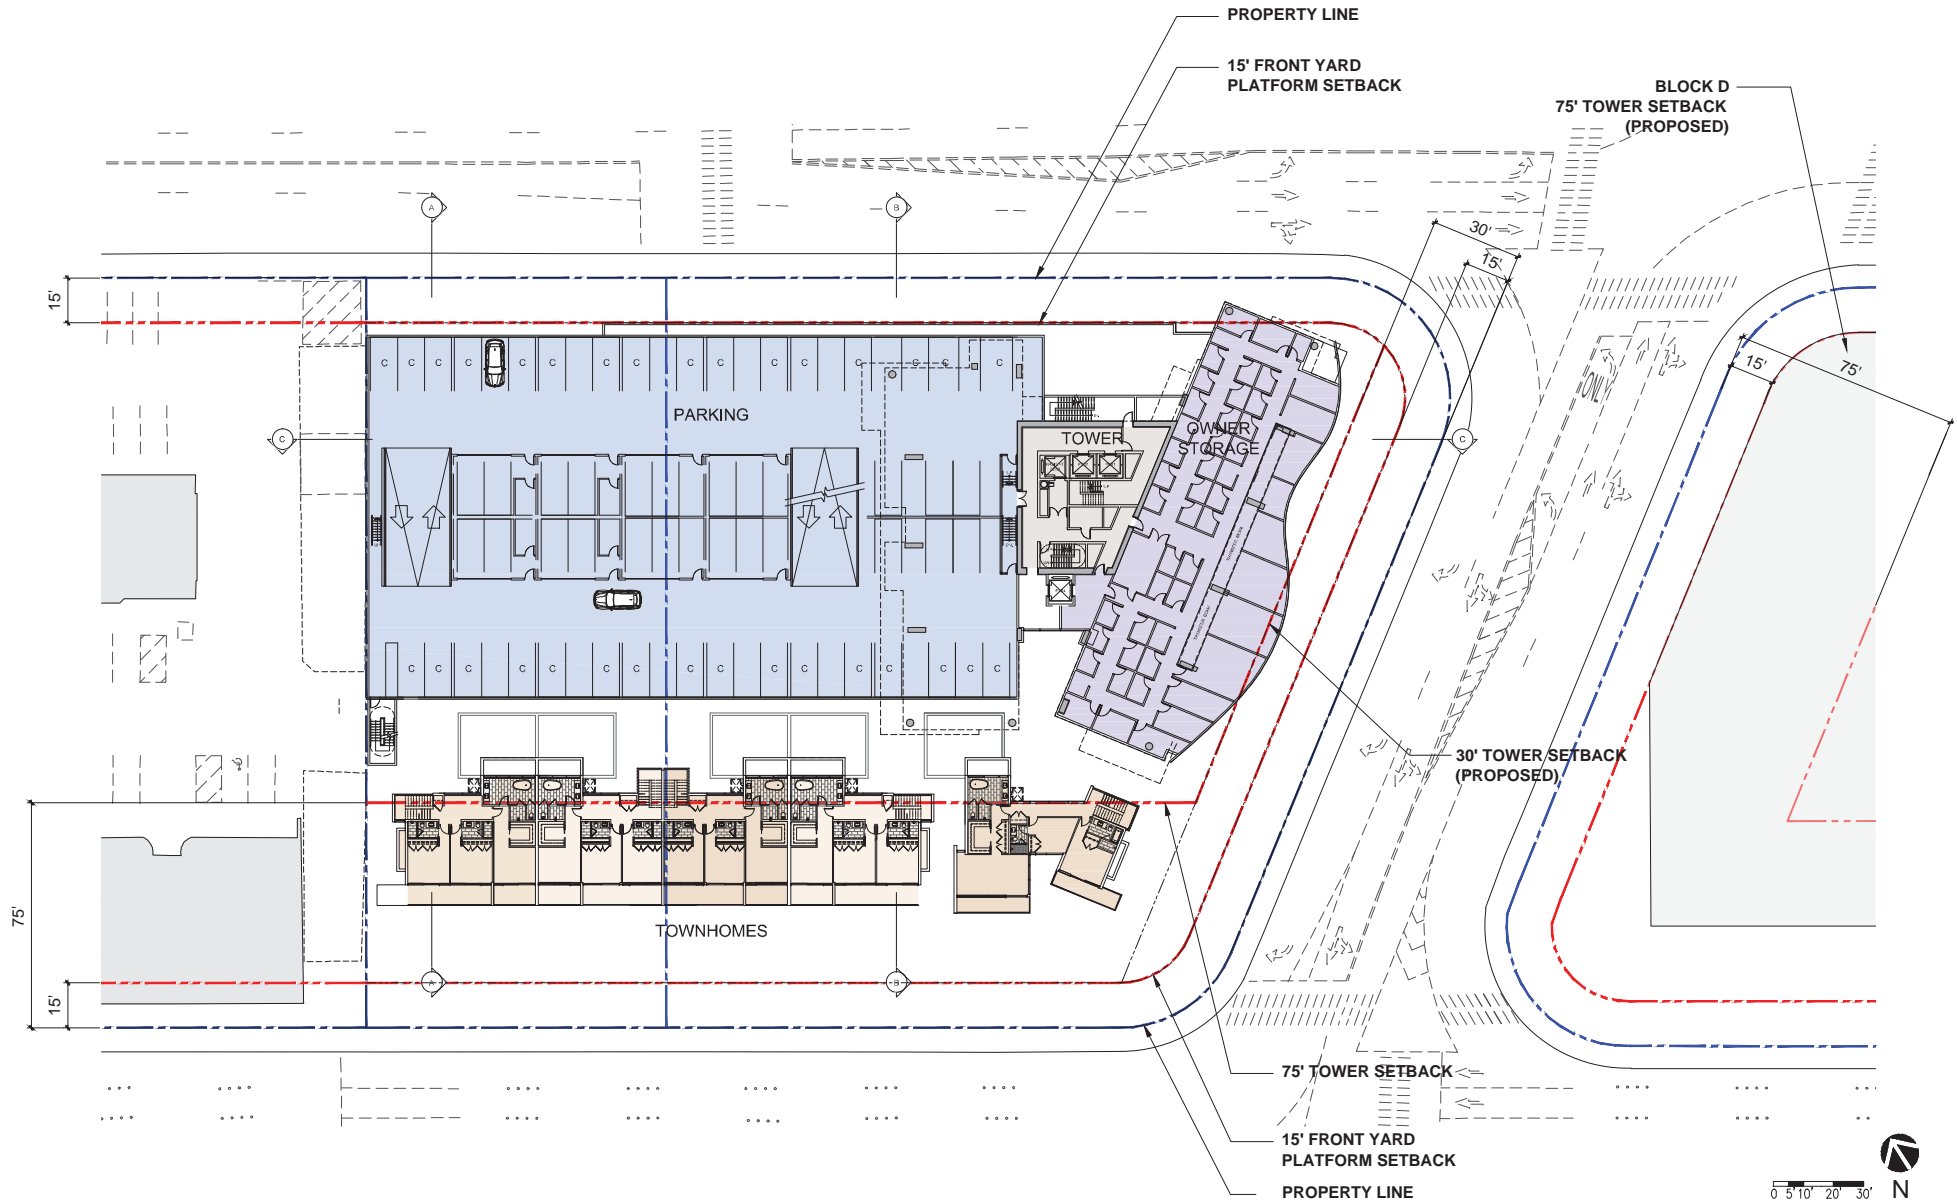 PROPERTY LINE
15' FRONT YARD
PLATFORM SETBACK
BLOCK D
75' TOWER SETBACK
(PROPOSED)
A
B
30'
15'
15'
15'
75'
C C C C C C C C C C C C C C
PARKING
C
TOWER
OWNER
STORAGE
C
ONLY
C C C C C C C C C C C C C C
30' TOWER SETBACK
(PROPOSED)
75'
TOWNHOMES
15'
A
B
75' TOWER SETBACK
15' FRONT YARD
PLATFORM SETBACK
PROPERTY LINE
0 5' 10' 20' 30'
N